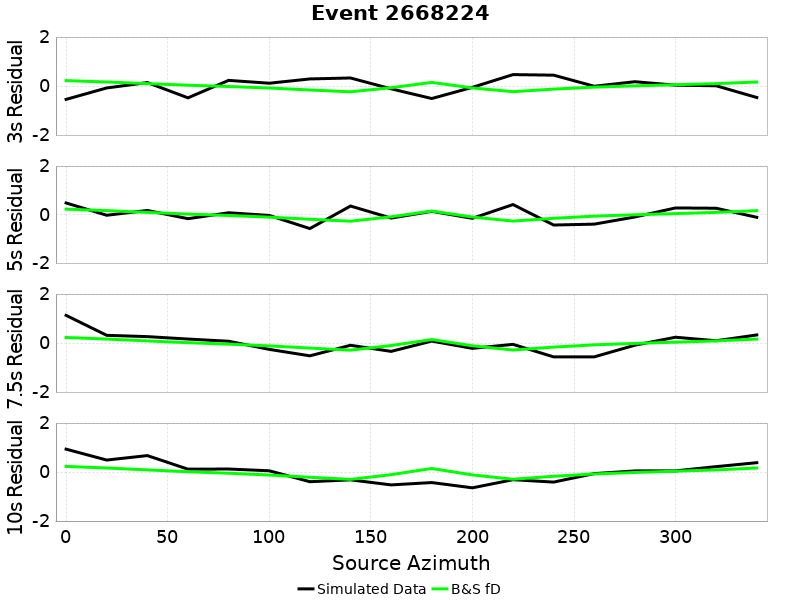 Event 2668224
3s Residual
2
0
-2
5s Residual
2
0
-2
7.5s Residual
2
0
-2
10s Residual
2
0
-2
0 50 100 150 200 250 300
Source Azimuth
Simulated Data B&S fD